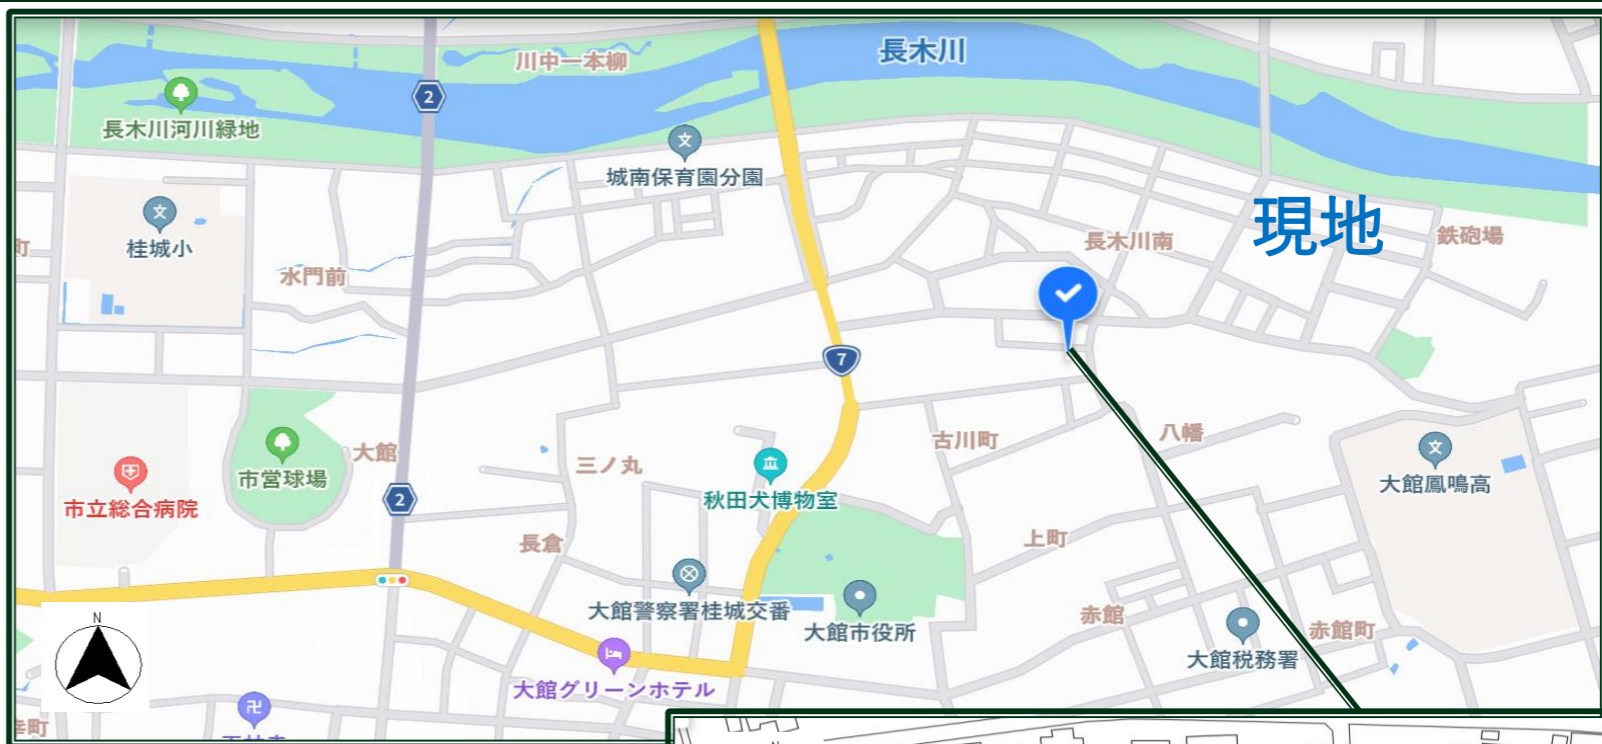 川中一本柳
長木川
2
長木川河川緑地
城南保育園分園
現地
桂城小
町
水門前
長木川南
鉄砲場
7
大館
市営球場
三ノ丸
古川町
八幡
秋田犬博物室
大館鳳鳴高
市立総合病院
2
長倉
上町
大館警察署桂城交番
大館市役所
赤館
赤館町
大館税務署
N
大館グリーンホテル
幸町